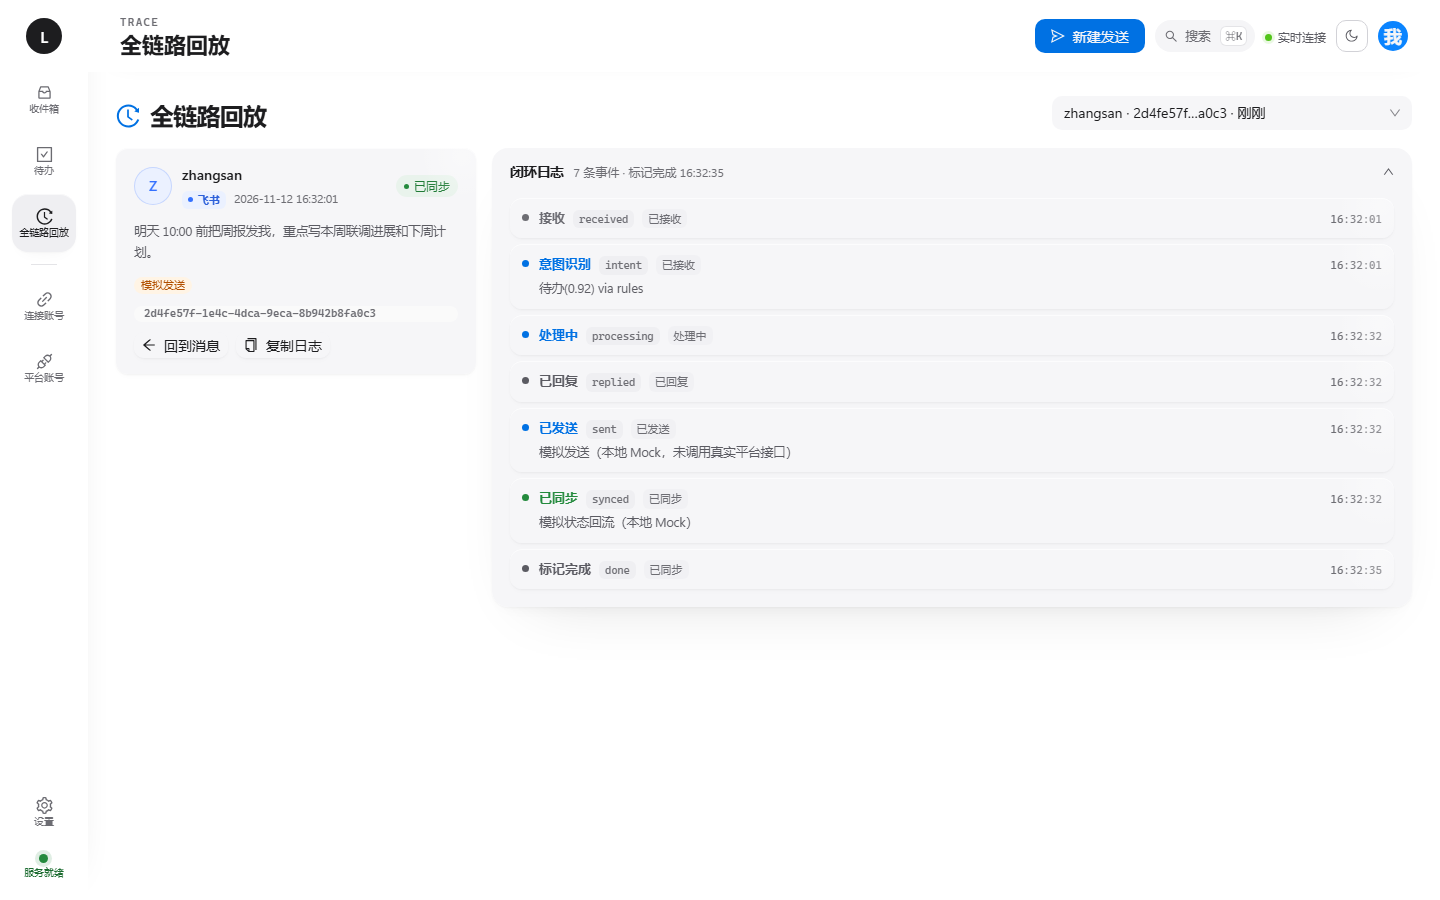 L
TRACE
全链路回放
新建发送
搜索 ⌘K
实时连接
我
收件箱
待办
全链路回放
连接账号
平台账号
设置
服务就绪
全链路回放
zhangsan · 2d4fe57f…a0c3 · 刚刚
Z
zhangsan
飞书 2026-11-12 16:32:01
已同步
明天 10:00 前把周报发我，重点写本周联调进展和下周计
划。
模拟发送
2d4fe57f-1e4c-4dca-9eca-8b942b8fa0c3
回到消息 复制日志
闭环日志 7 条事件 · 标记完成 16:32:35
接收 received 已接收 16:32:01
意图识别 intent 已接收 16:32:01
待办(0.92) via rules
处理中 processing 处理中 16:32:32
已回复 replied 已回复 16:32:32
已发送 sent 已发送 16:32:32
模拟发送（本地 Mock，未调用真实平台接口）
已同步 synced 已同步 16:32:32
模拟状态回流（本地 Mock）
标记完成 done 已同步 16:32:35